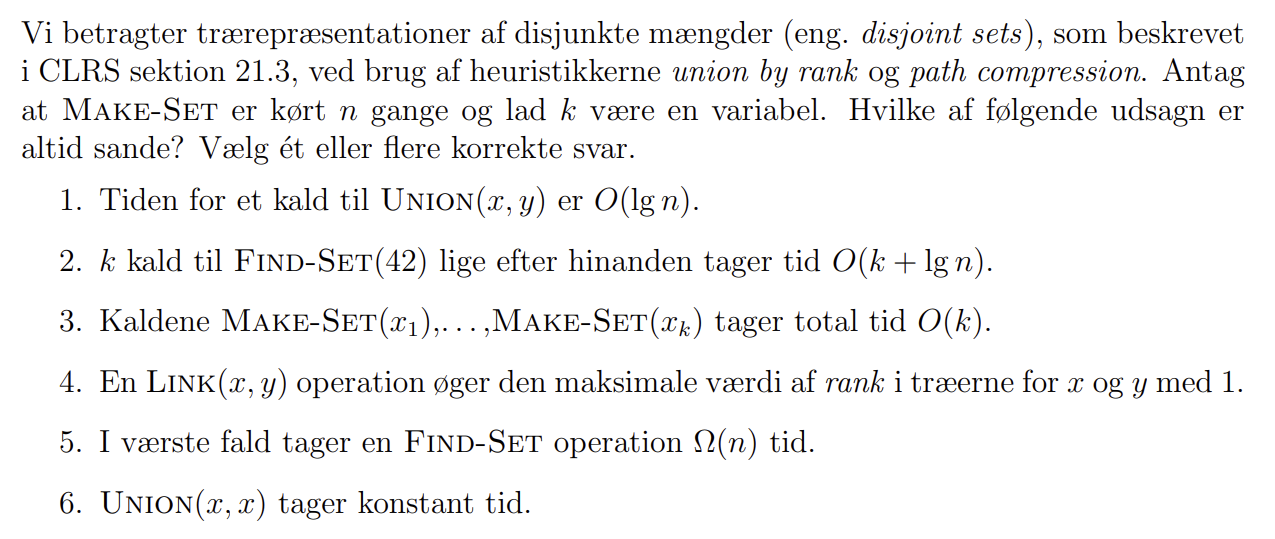 Vi betragter trærepræsentationer af disjunkte mængder (eng. disjoint sets), som beskrevet
i CLRS sektion 21.3, ved brug af heuristikkerne union by rank og path compression. Antag
at MAKE-SET er kørt n gange og lad k være en variabel. Hvilke af følgende udsagn er
altid sande? Vælg ét eller flere korrekte svar.
1. Tiden for et kald til UNION(x, y) er O(lg n).
2. k kald til FIND-SET(42) lige efter hinanden tager tid O(k + lg n).
3. Kaldene MAKE-SET(x₁),...,MAKE-SET(xₖ) tager total tid O(k).
4. En LINK(x, y) operation øger den maksimale værdi af rank i træerne for x og y med 1.
5. I værste fald tager en FIND-SET operation Ω(n) tid.
6. UNION(x, x) tager konstant tid.